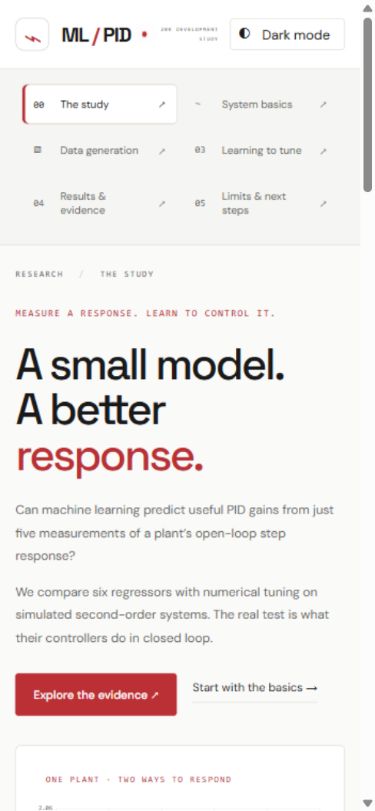 ML/PID
DEVELOPMENT
STUDY
Dark mode
00 The study ↗
~ System basics ↗
Data generation ↗
03 Learning to tune ↗
04 Results &
evidence ↗
05 Limits & next
steps ↗
RESEARCH / THE STUDY
MEASURE A RESPONSE. LEARN TO CONTROL IT.
A small model.
A better
response.
Can machine learning predict useful PID gains from just
five measurements of a plant's open-loop step
response?
We compare six regressors with numerical tuning on
simulated second-order systems. The real test is what
their controllers do in closed loop.
Explore the evidence ↗
Start with the basics →
ONE PLANT · TWO WAYS TO RESPOND